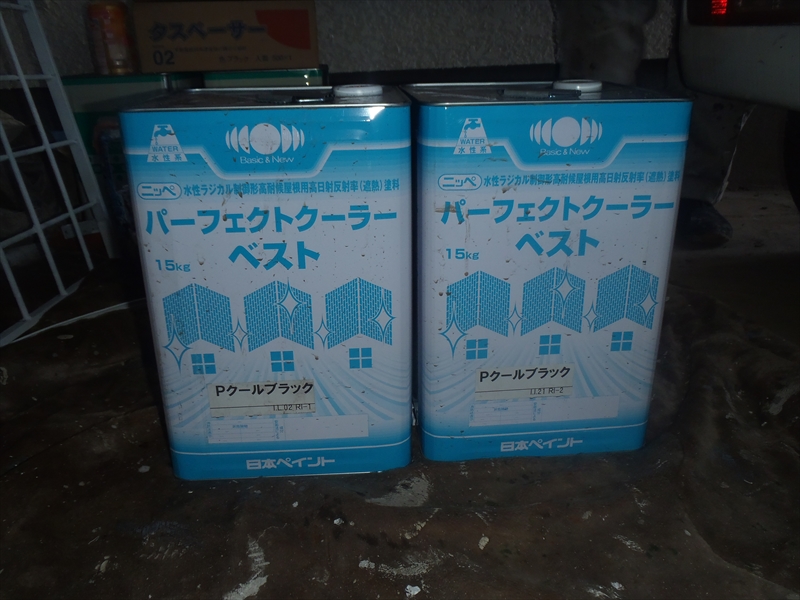 タスペーサー
02
WATER
水性系
Basic & New
ニッペ 水性ラジカル制御形高耐候屋根用高日射反射率(遮熱)塗料
パーフェクトクーラー
ベスト
15kg
Pクールブラック
日本ペイント
WATER
水性系
Basic & New
ニッペ 水性ラジカル制御形高耐候屋根用高日射反射率(遮熱)塗料
パーフェクトクーラー
ベスト
15kg
Pクールブラック
日本ペイント